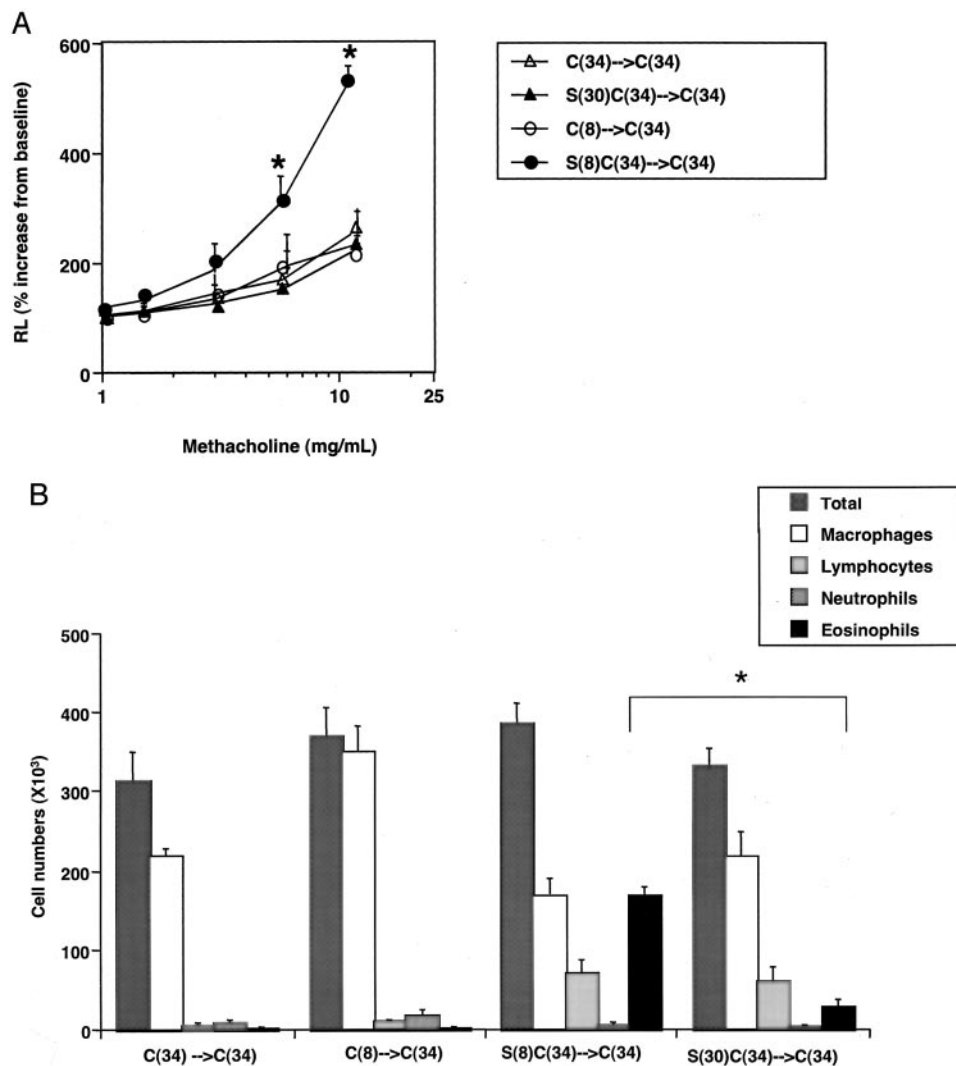 A
600
400
200
0
1
10
25
RL (% increase from baseline)
Methacholine (mg/mL)
*
*
C(34)-->C(34)
S(30)C(34)-->C(34)
C(8)-->C(34)
S(8)C(34)-->C(34)
B
Total
Macrophages
Lymphocytes
Neutrophils
Eosinophils
*
500
400
300
200
100
0
Cell numbers (X10³)
C(34) -->C(34)
C(8)-->C(34)
S(8)C(34)-->C(34)
S(30)C(34)-->C(34)